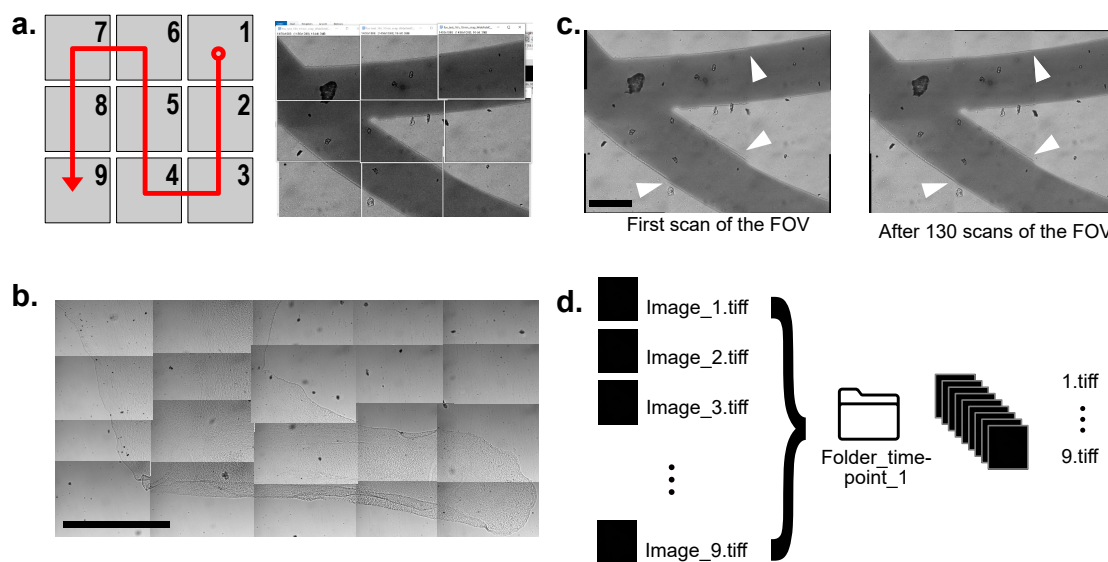 a.
7 6 1
8 5 2
9 4 3
c.
First scan of the FOV
After 130 scans of the FOV
b.
d.
Image_1.tiff
Image_2.tiff
Image_3.tiff
Image_9.tiff
Folder_time-
point_1
1.tiff
9.tiff